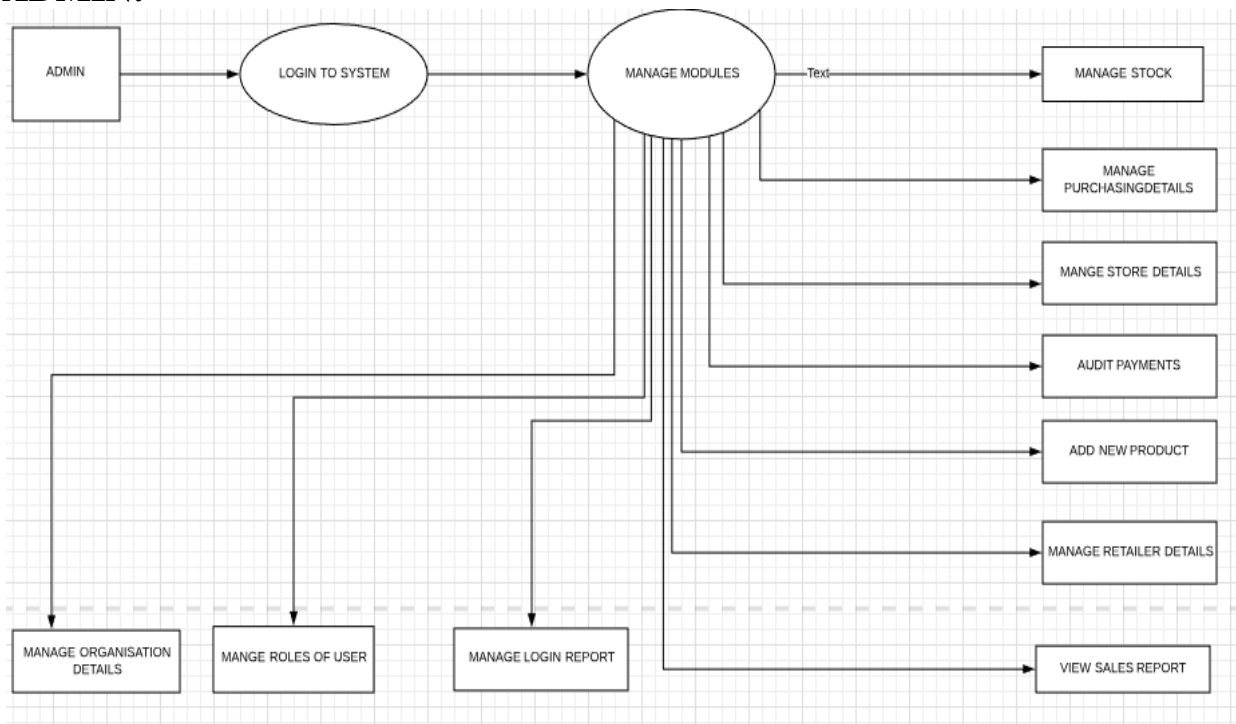 ADMIN
LOGIN TO SYSTEM
MANAGE MODULES
Text
MANAGE STOCK
MANAGE
PURCHASINGDETAILS
MANGE STORE DETAILS
AUDIT PAYMENTS
ADD NEW PRODUCT
MANAGE RETAILER DETAILS
MANAGE ORGANISATION
DETAILS
MANGE ROLES OF USER
MANAGE LOGIN REPORT
VIEW SALES REPORT